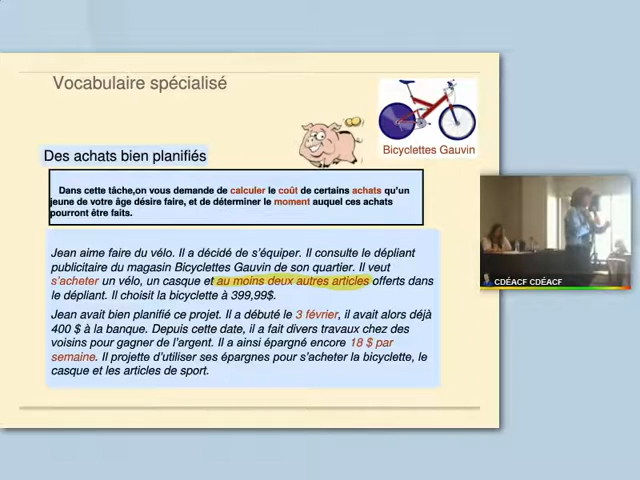 Vocabulaire spécialisé
Bicyclettes Gauvin
Des achats bien planifiés
Dans cette tâche,on vous demande de calculer le coût de certains achats qu'un
jeune de votre âge désire faire, et de déterminer le moment auquel ces achats
pourront être faits.
Jean aime faire du vélo. Il a décidé de s'équiper. Il consulte le dépliant
publicitaire du magasin Bicyclettes Gauvin de son quartier. Il veut
s'acheter un vélo, un casque et au moins deux autres articles offerts dans
le dépliant. Il choisit la bicyclette à 399,99$.
Jean avait bien planifié ce projet. Il a débuté le 3 février, il avait alors déjà
400 $ à la banque. Depuis cette date, il a fait divers travaux chez des
voisins pour gagner de l'argent. Il a ainsi épargné encore 18 $ par
semaine. Il projette d'utiliser ses épargnes pour s'acheter la bicyclette, le
casque et les articles de sport.
CDÉACF CDÉACF